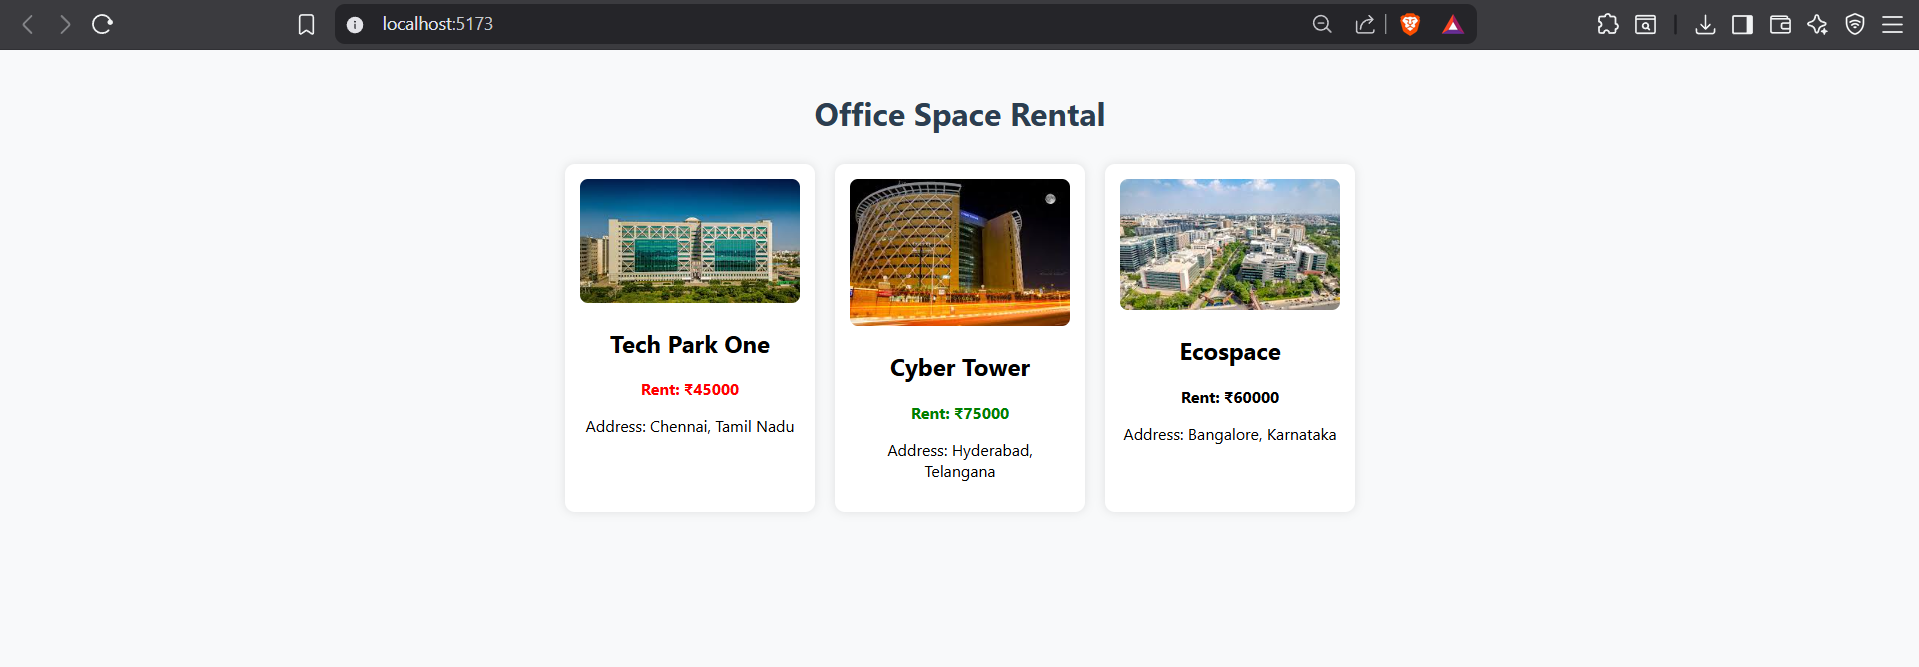 localhost:5173
Office Space Rental
Tech Park One
Rent: ₹45000
Address: Chennai, Tamil Nadu
Cyber Tower
Rent: ₹75000
Address: Hyderabad,
Telangana
Ecospace
Rent: ₹60000
Address: Bangalore, Karnataka